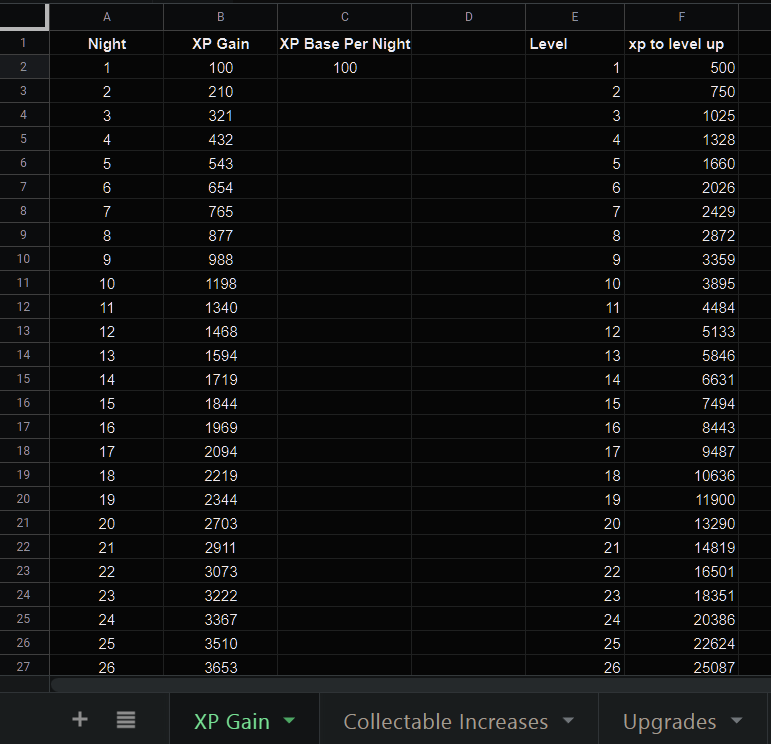 A B C D E F
1 Night XP Gain XP Base Per Night Level xp to level up
2 1 100 100 1 500
3 2 210 2 750
4 3 321 3 1025
5 4 432 4 1328
6 5 543 5 1660
7 6 654 6 2026
8 7 765 7 2429
9 8 877 8 2872
10 9 988 9 3359
11 10 1198 10 3895
12 11 1340 11 4484
13 12 1468 12 5133
14 13 1594 13 5846
15 14 1719 14 6631
16 15 1844 15 7494
17 16 1969 16 8443
18 17 2094 17 9487
19 18 2219 18 10636
20 19 2344 19 11900
21 20 2703 20 13290
22 21 2911 21 14819
23 22 3073 22 16501
24 23 3222 23 18351
25 24 3367 24 20386
26 25 3510 25 22624
27 26 3653 26 25087
XP Gain Collectable Increases Upgrades